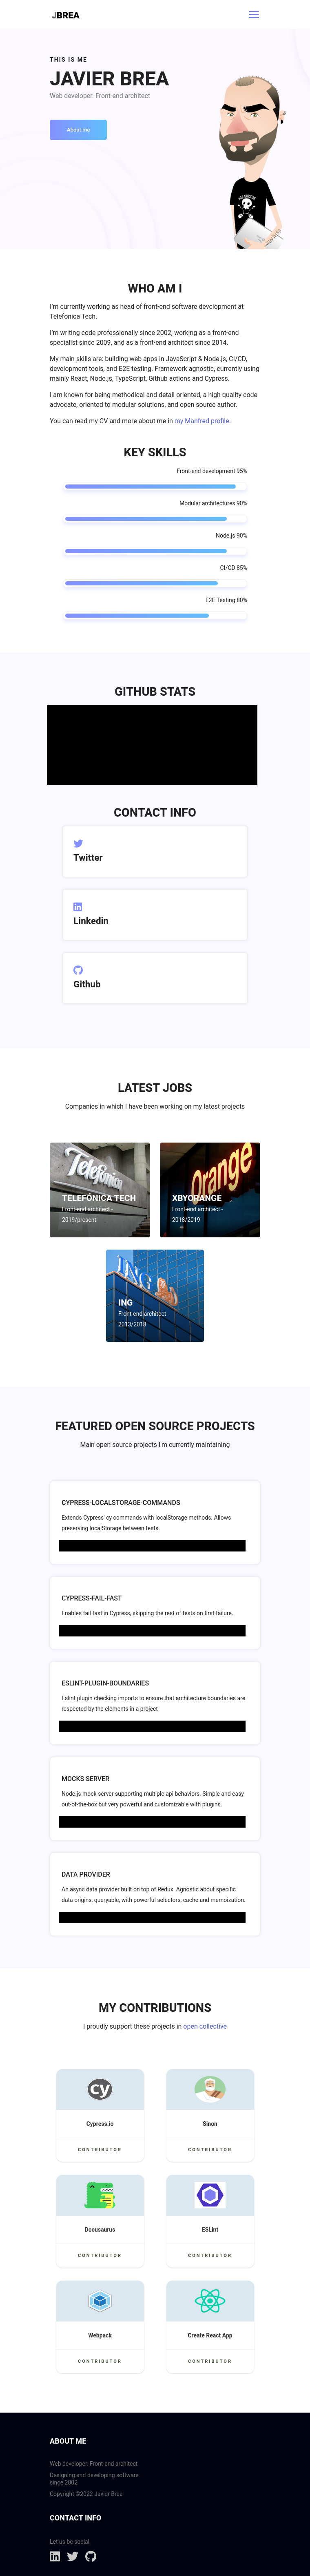 JBREA
THIS IS ME
JAVIER BREA
Web developer. Front-end architect
About me
WHO AM I
I'm currently working as head of front-end software development at
Telefonica Tech.
I'm writing code professionally since 2002, working as a front-end
specialist since 2009, and as a front-end architect since 2014.
My main skills are: building web apps in JavaScript & Node.js, CI/CD,
development tools, and E2E testing. Framework agnostic, currently using
mainly React, Node.js, TypeScript, Github actions and Cypress.
I am known for being methodical and detail oriented, a high quality code
advocate, oriented to modular solutions, and open source author.
You can read my CV and more about me in my Manfred profile.
KEY SKILLS
Front-end development 95%
Modular architectures 90%
Node.js 90%
CI/CD 85%
E2E Testing 80%
GITHUB STATS
CONTACT INFO
Twitter
Linkedin
Github
LATEST JOBS
Companies in which I have been working on my latest projects
Telefónica
TELEFÓNICA TECH
Front-end architect -
2019/present
Orange
XBYORANGE
Front-end architect -
2018/2019
ING
ING
Front-end architect -
2013/2018
FEATURED OPEN SOURCE PROJECTS
Main open source projects I'm currently maintaining
CYPRESS-LOCALSTORAGE-COMMANDS
Extends Cypress' cy commands with localStorage methods. Allows
preserving localStorage between tests.
CYPRESS-FAIL-FAST
Enables fail fast in Cypress, skipping the rest of tests on first failure.
ESLINT-PLUGIN-BOUNDARIES
Eslint plugin checking imports to ensure that architecture boundaries are
respected by the elements in a project
MOCKS SERVER
Node.js mock server supporting multiple api behaviors. Simple and easy
out-of-the-box but very powerful and customizable with plugins.
DATA PROVIDER
An async data provider built on top of Redux. Agnostic about specific
data origins, queryable, with powerful selectors, cache and memoization.
MY CONTRIBUTIONS
I proudly support these projects in open collective
cy
Cypress.io
CONTRIBUTOR
Sinon
CONTRIBUTOR
Docusaurus
CONTRIBUTOR
ESLint
CONTRIBUTOR
Webpack
CONTRIBUTOR
Create React App
CONTRIBUTOR
ABOUT ME
Web developer. Front-end architect
Designing and developing software
since 2002
Copyright ©2022 Javier Brea
CONTACT INFO
Let us be social